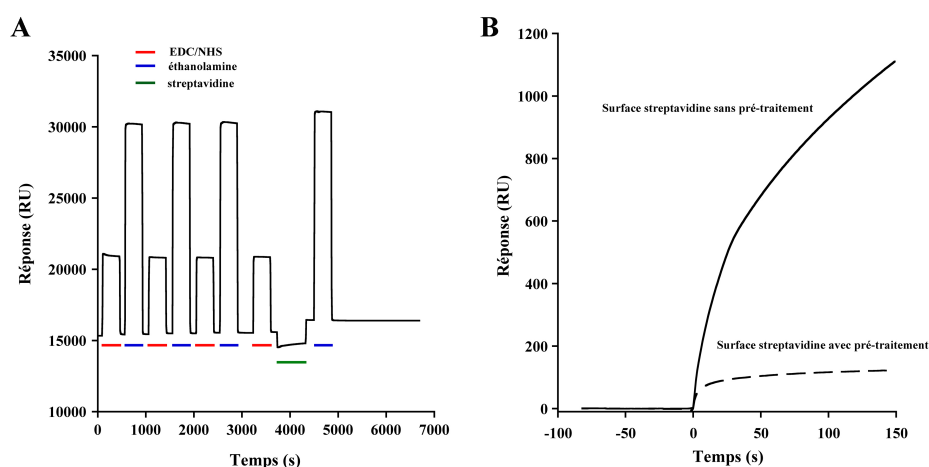 A
EDC/NHS
éthanolamine
streptavidine
35000
30000
25000
20000
15000
10000
Réponse (RU)
0 1000 2000 3000 4000 5000 6000 7000
Temps (s)
B
1200
1000
800
600
400
200
0
Réponse (RU)
Surface streptavidine sans pré-traitement
Surface streptavidine avec pré-traitement
-100 -50 0 50 100 150
Temps (s)